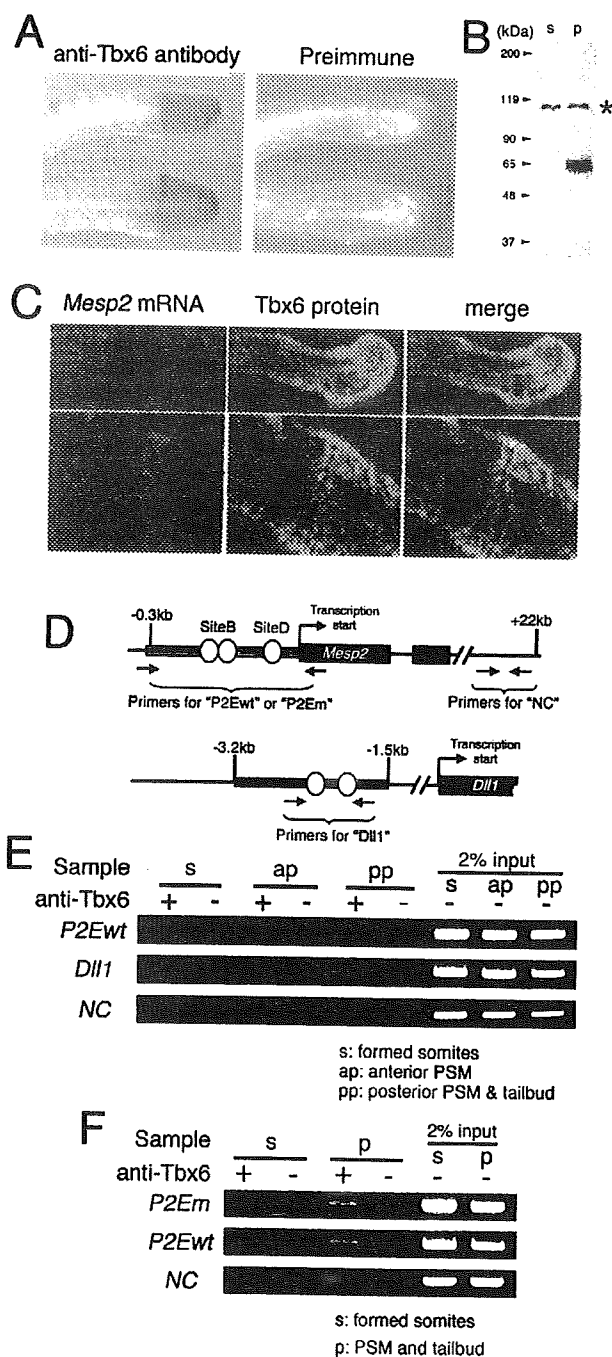 A
anti-Tbx6 antibody Preimmune
B (kDa) s p
200
119 *
90
65
48
37
C
Mesp2 mRNA Tbx6 protein merge
D
-0.3kb SiteB SiteD Transcription start +22kb
Mesp2
Primers for "P2Ewt" or "P2Em" Primers for "NC"
-3.2kb -1.5kb Transcription start
Dll1
Primers for "Dll1"
E
Sample s ap pp 2% input
s ap pp
anti-Tbx6 + - + - + - - - -
P2Ewt
Dll1
NC
s: formed somites
ap: anterior PSM
pp: posterior PSM & tailbud
F
Sample s p 2% input
s p
anti-Tbx6 + - + - - -
P2Em
P2Ewt
NC
s: formed somites
p: PSM and tailbud